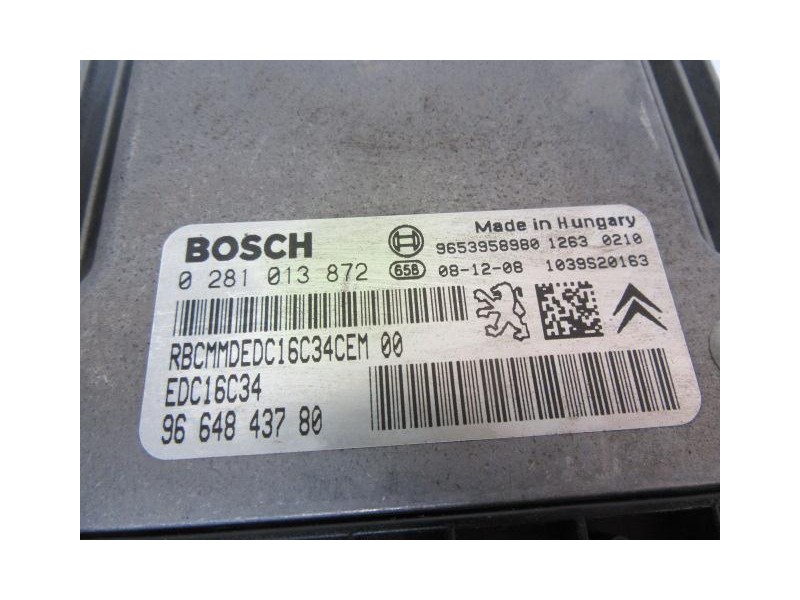 Made in Hungary
BOSCH
9653958980 1263 0210
0 281 013 872
658 08-12-08 1039S20163
RBCMMDEDC16C34CEM 00
EDC16C34
96 648 437 80